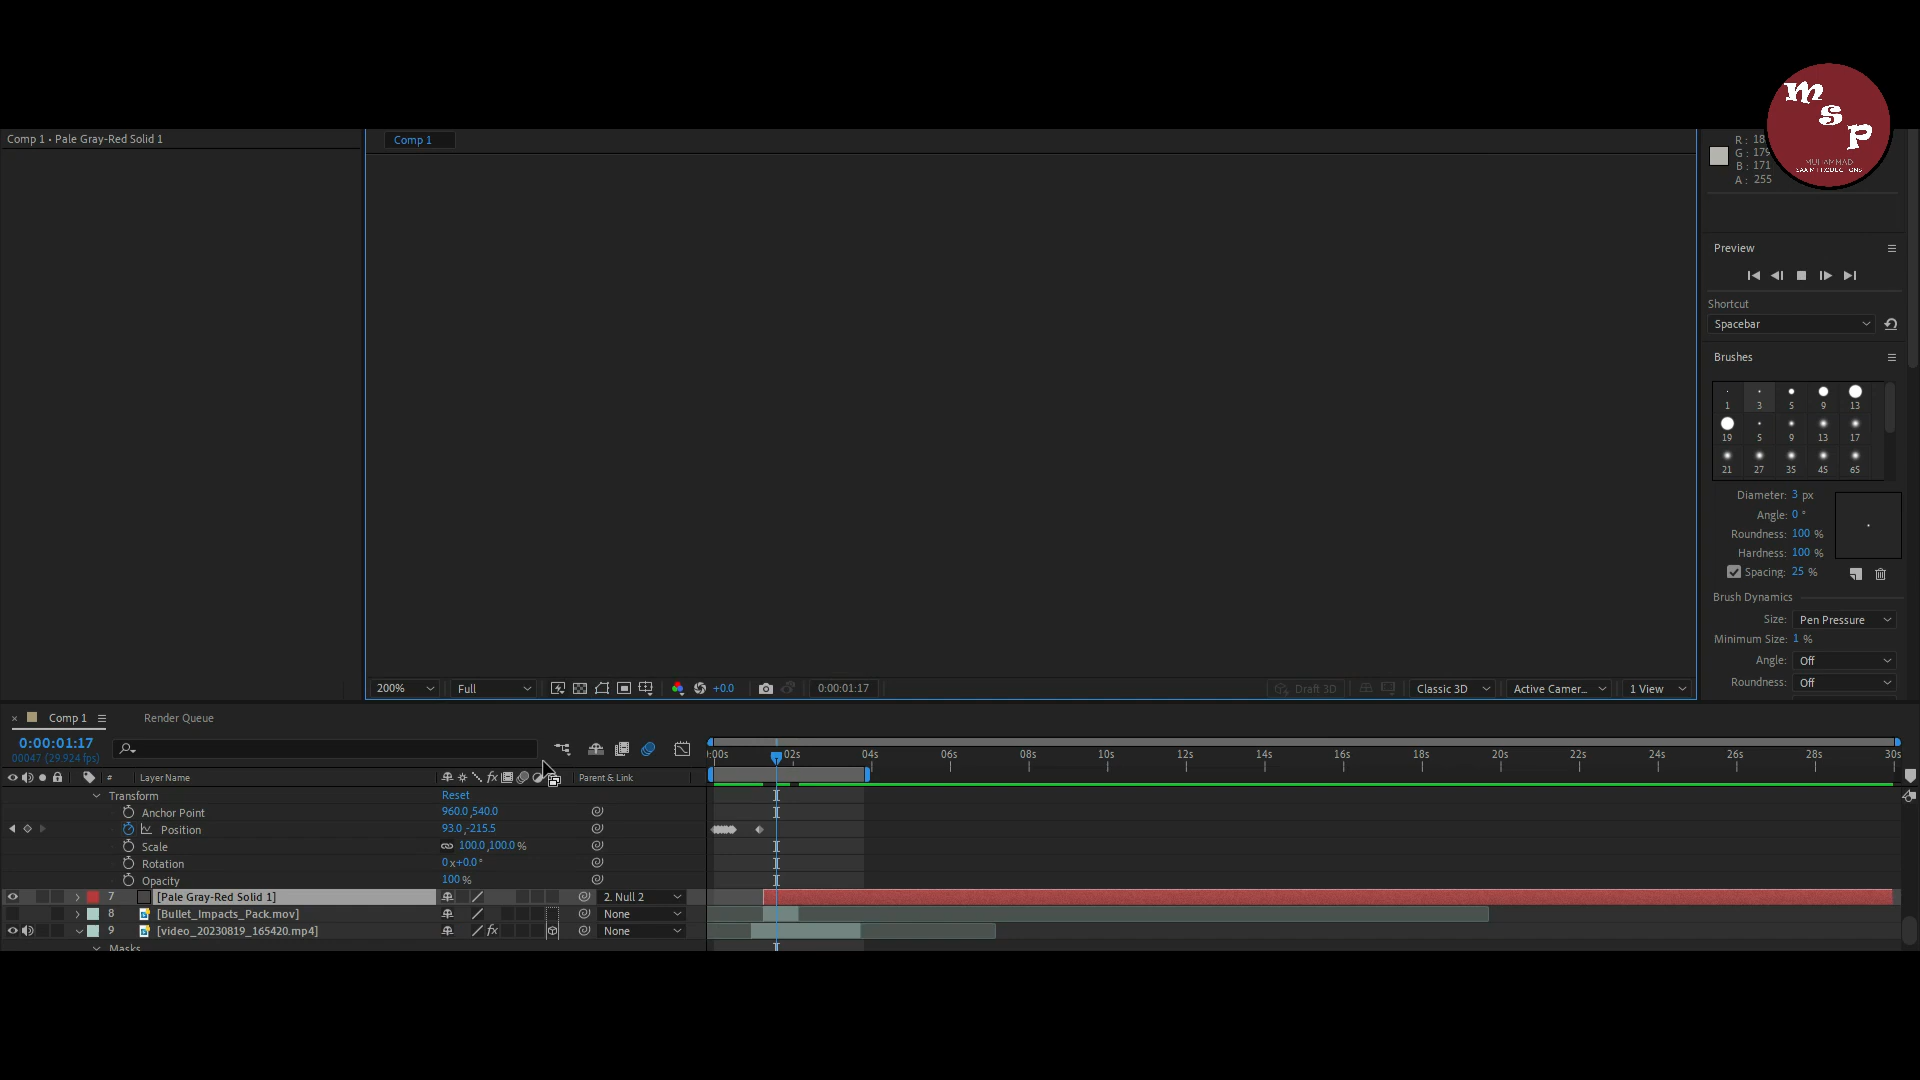 m
s
p
MUHAMMAD
Comp 1 • Pale Gray-Red Solid 1
Comp 1
R: 18
G: 179
B: 171
A: 255
Preview
Shortcut
Spacebar
Brushes
1 3 5 9 13
19 5 9 13 17
21 27 35 45 65
Diameter: 3 px
Angle: 0 °
Roundness: 100 %
Hardness: 100 %
Spacing: 25 %
Brush Dynamics
Size: Pen Pressure
Minimum Size: 1 %
Angle: Off
Roundness: Off
200% Full +0.0 0:00:01:17 Draft 3D Classic 3D Active Camer... 1 View
Comp 1 Render Queue
0:00:01:17
00047 (29.924 fps)
:00s 02s 04s 06s 08s 10s 12s 14s 16s 18s 20s 22s 24s 26s 28s 30s
# Layer Name fx Parent & Link
Transform Reset
Anchor Point 960.0,540.0
Position 93.0,-215.5
Scale 100.0,100.0 %
Rotation 0x+0.0°
Opacity 100 %
7 [Pale Gray-Red Solid 1] 2. Null 2
8 [Bullet_Impacts_Pack.mov] None
9 [video_20230819_165420.mp4] fx None
Masks